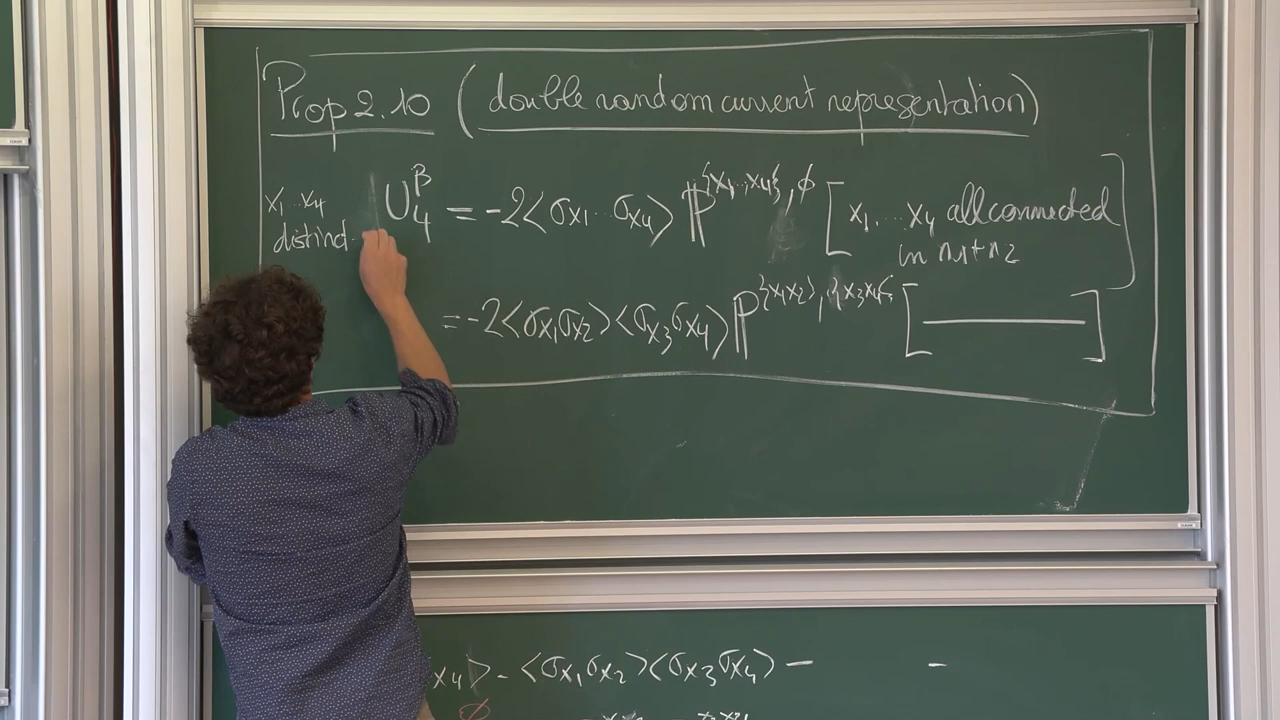 Prop 2.10 (double random current representation)
x₁...x₄ distinct
U₄^β = -2⟨σx₁...σx₄⟩ ℙ^{{x₁...,x₄}, ∅} [x₁,...x₄ all connected
in n₁+n₂]
= -2⟨σx₁σx₂⟩⟨σx₃σx₄⟩ ℙ^{{x₁x₂}, {x₃x₄}} [———]
x₄⟩ - ⟨σx₁σx₂⟩⟨σx₃σx₄⟩ - -